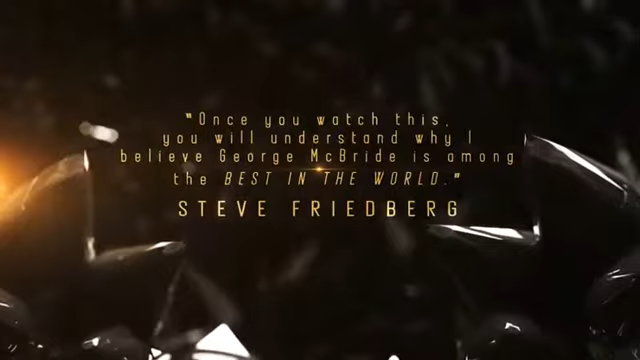 "Once you watch this,
you will understand why I
believe George McBride is among
the BEST IN THE WORLD."
STEVE FRIEDBERG